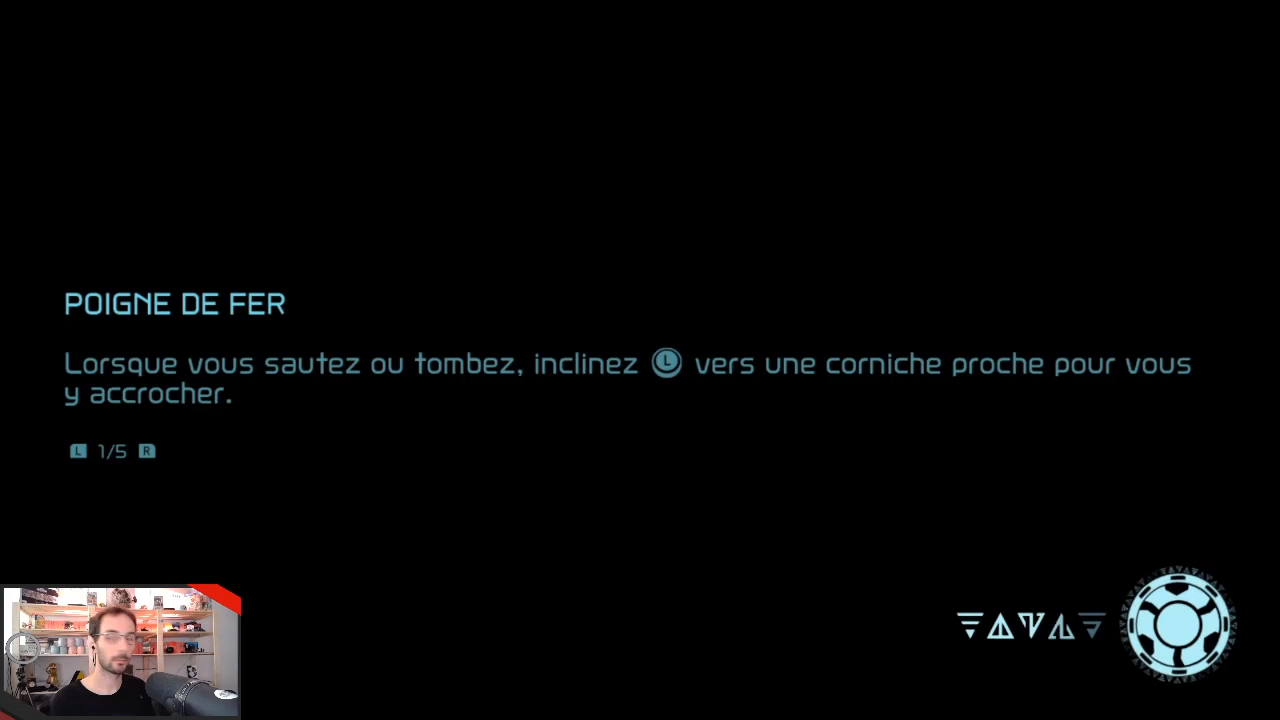 POIGNE DE FER
Lorsque vous sautez ou tombez, inclinez L vers une corniche proche pour vous
y accrocher.
L 1/5 R